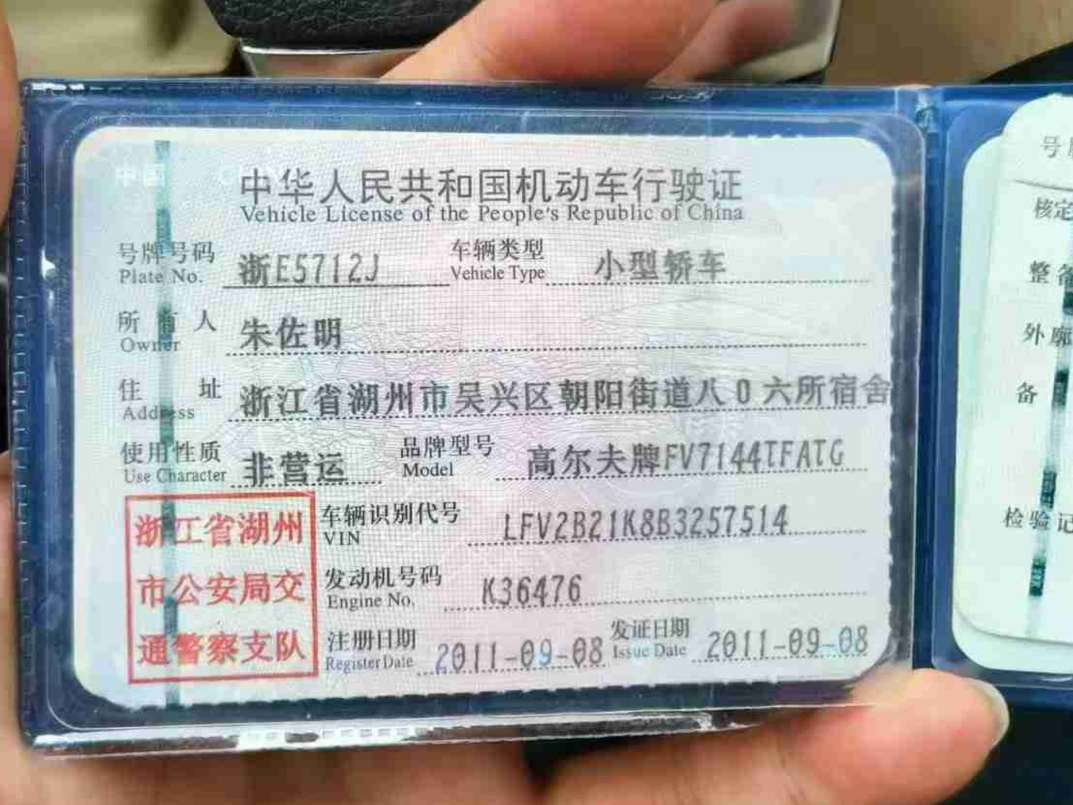 中华人民共和国机动车行驶证
Vehicle License of the People's Republic of China
号牌号码 浙E5712J 车辆类型 小型轿车
Plate No. Vehicle Type
所有人 朱佐明
Owner
住址 浙江省湖州市吴兴区朝阳街道八0六所宿舍
Address
使用性质 非营运 品牌型号 高尔夫牌FV7144TFATG
Use Character Model
浙江省湖州
市公安局交
通警察支队
车辆识别代号 LFV2B21K8B3257514
VIN
发动机号码 K36476
Engine No.
注册日期 2011-09-08 发证日期 2011-09-08
Register Date Issue Date
号
核定
整备
外廓
备
检验记